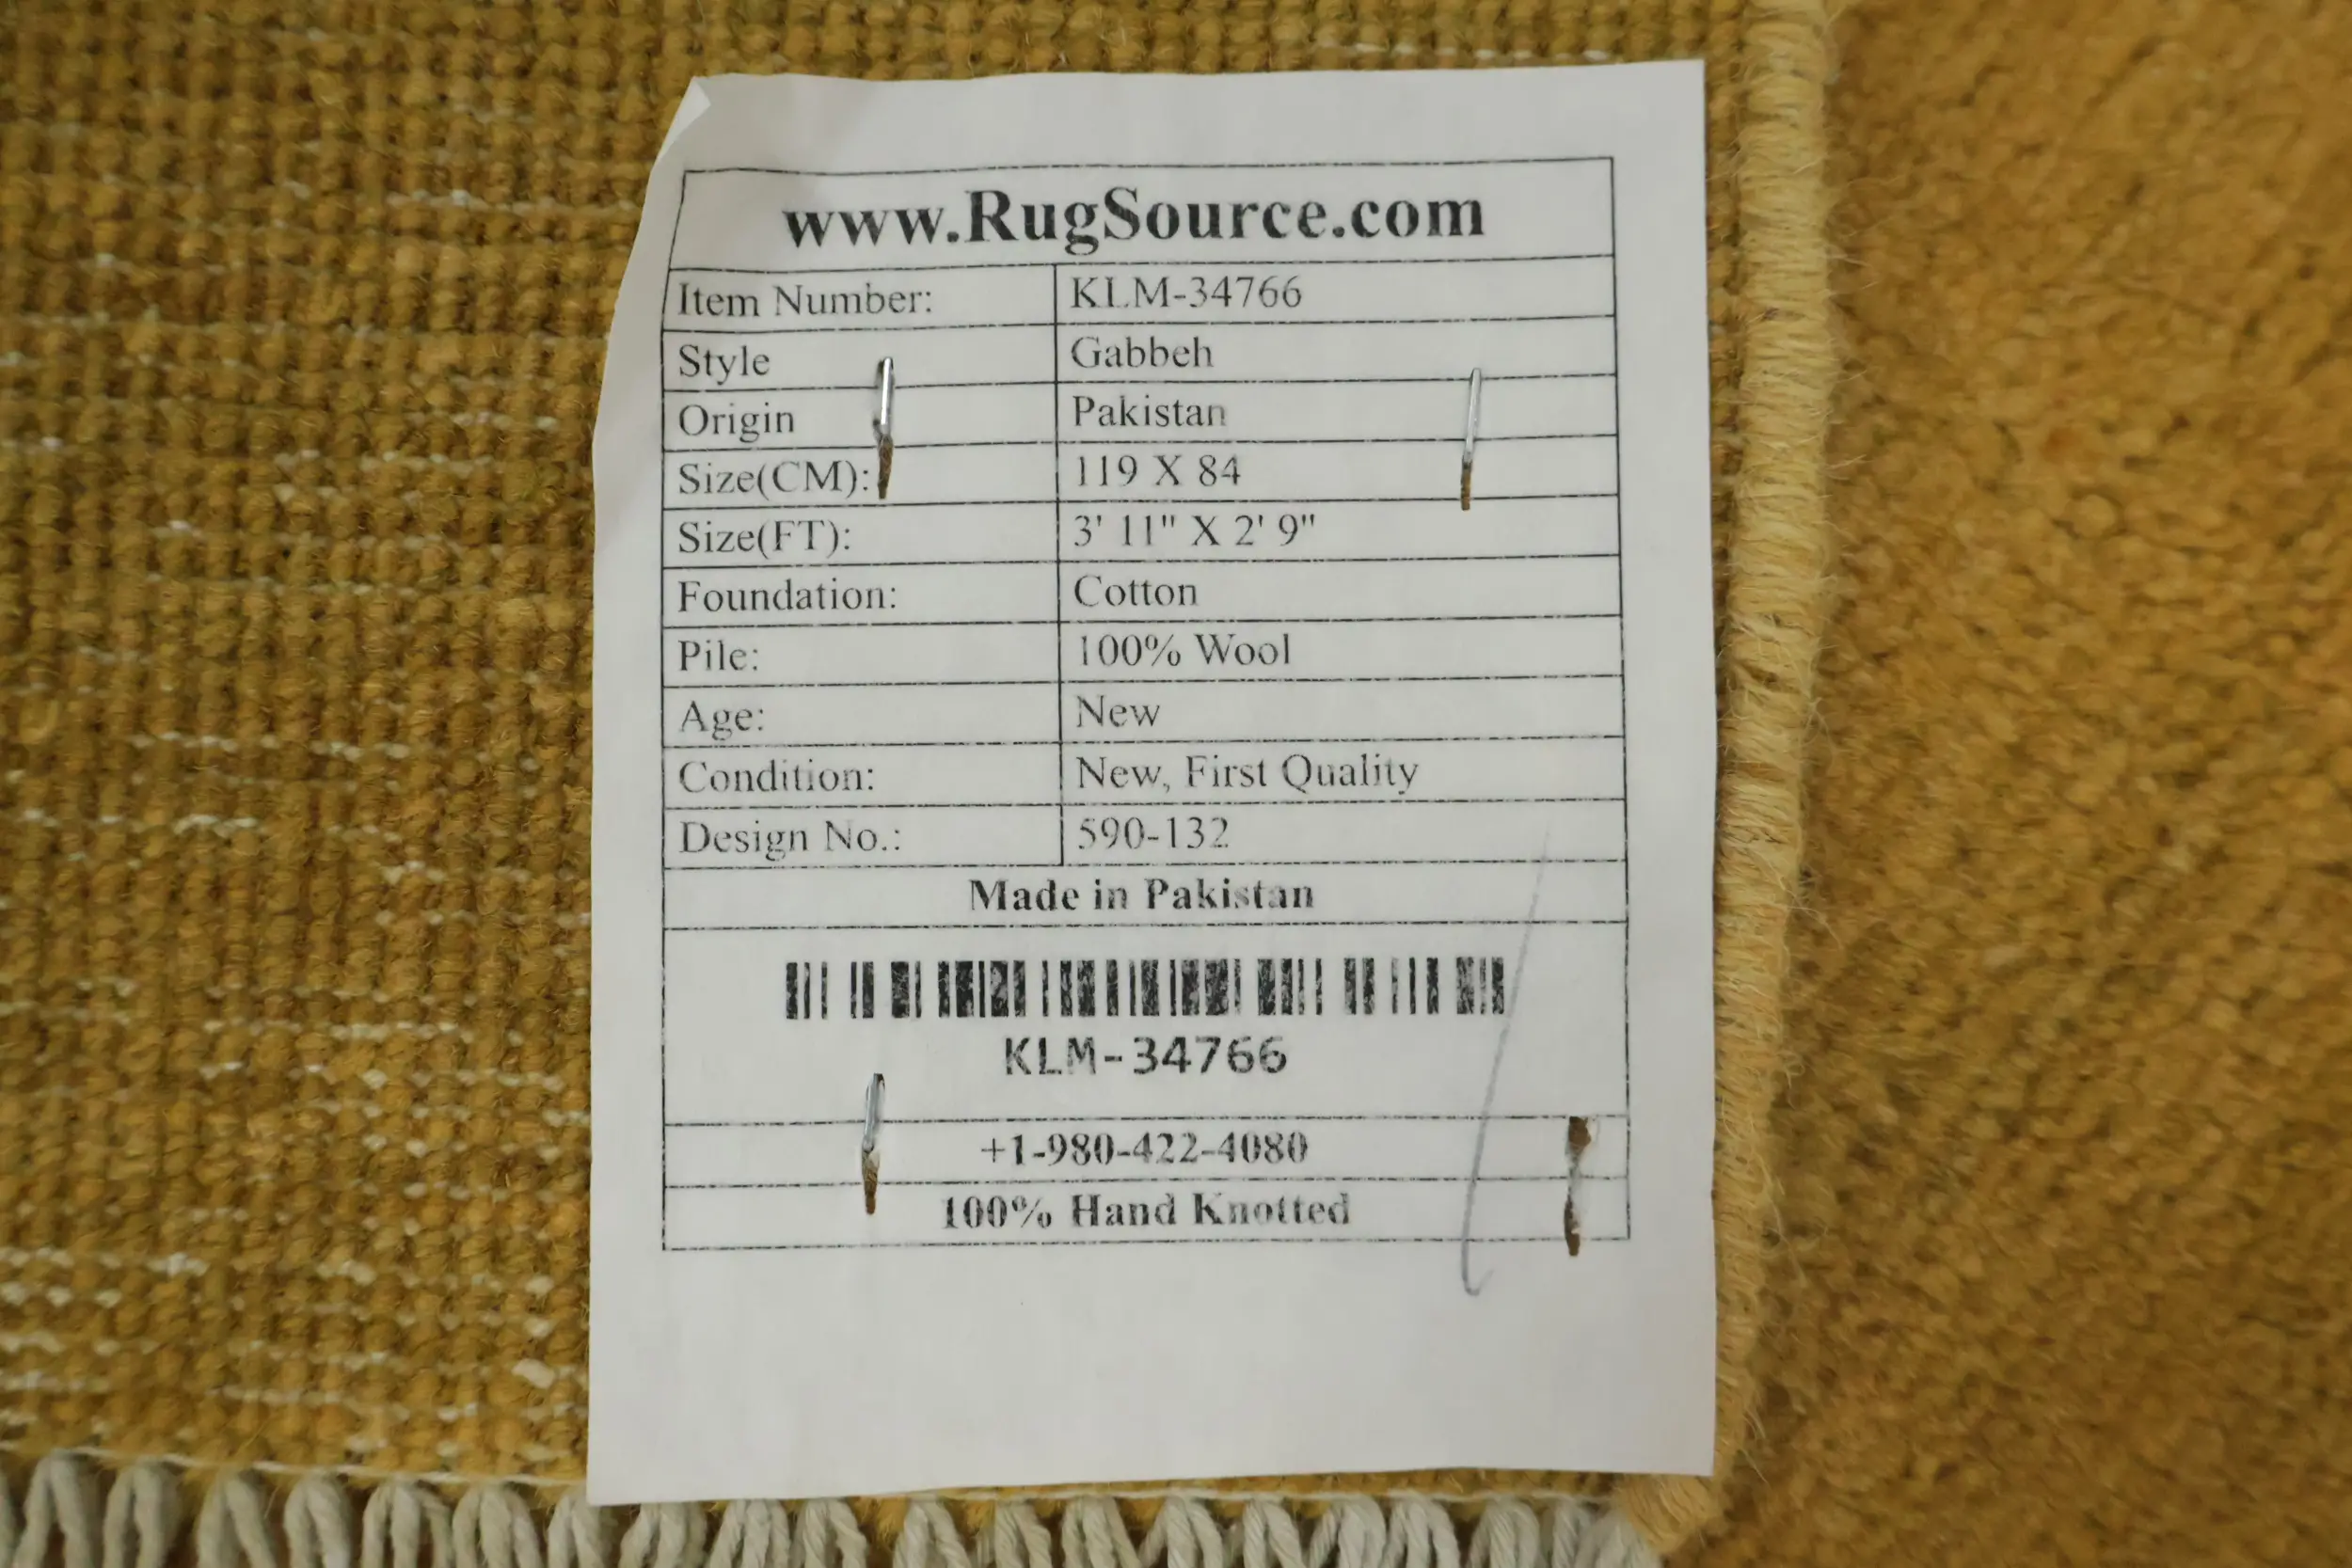 www.RugSource.com
Item Number: KLM-34766
Style Gabbeh
Origin Pakistan
Size(CM): 119 X 84
Size(FT): 3' 11" X 2' 9"
Foundation: Cotton
Pile: 100% Wool
Age: New
Condition: New, First Quality
Design No.: 590-132
Made in Pakistan
KLM-34766
+1-980-422-4080
100% Hand Knotted